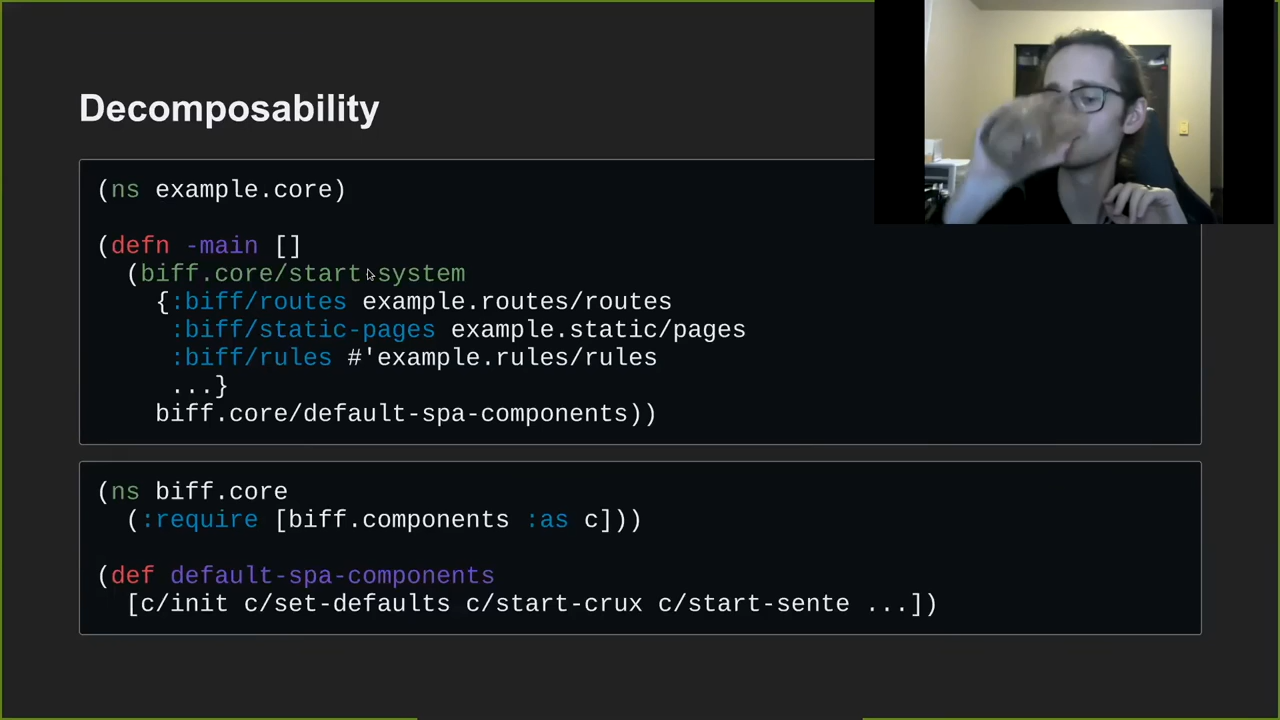 Decomposability
(ns example.core)
(defn -main []
(biff.core/start-system
{:biff/routes example.routes/routes
:biff/static-pages example.static/pages
:biff/rules #'example.rules/rules
...}
biff.core/default-spa-components))
(ns biff.core
(:require [biff.components :as c]))
(def default-spa-components
[c/init c/set-defaults c/start-crux c/start-sente ...])